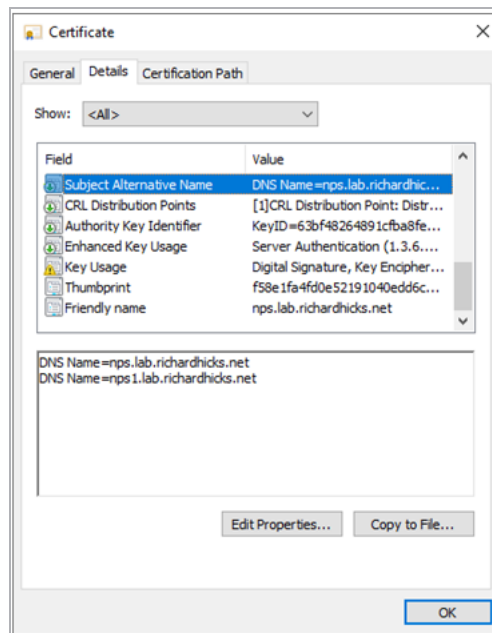 Certificate
General Details Certification Path
Show: <All>
Field Value
Subject Alternative Name DNS Name=nps.lab.richardhic...
CRL Distribution Points [1]CRL Distribution Point: Distr...
Authority Key Identifier KeyID=63bf48264891cfba8fe...
Enhanced Key Usage Server Authentication (1.3.6....
Key Usage Digital Signature, Key Encipher...
Thumbprint f58e1fa4fd0e52191040edd6c...
Friendly name nps.lab.richardhicks.net
DNS Name=nps.lab.richardhicks.net
DNS Name=nps1.lab.richardhicks.net
Edit Properties... Copy to File...
OK